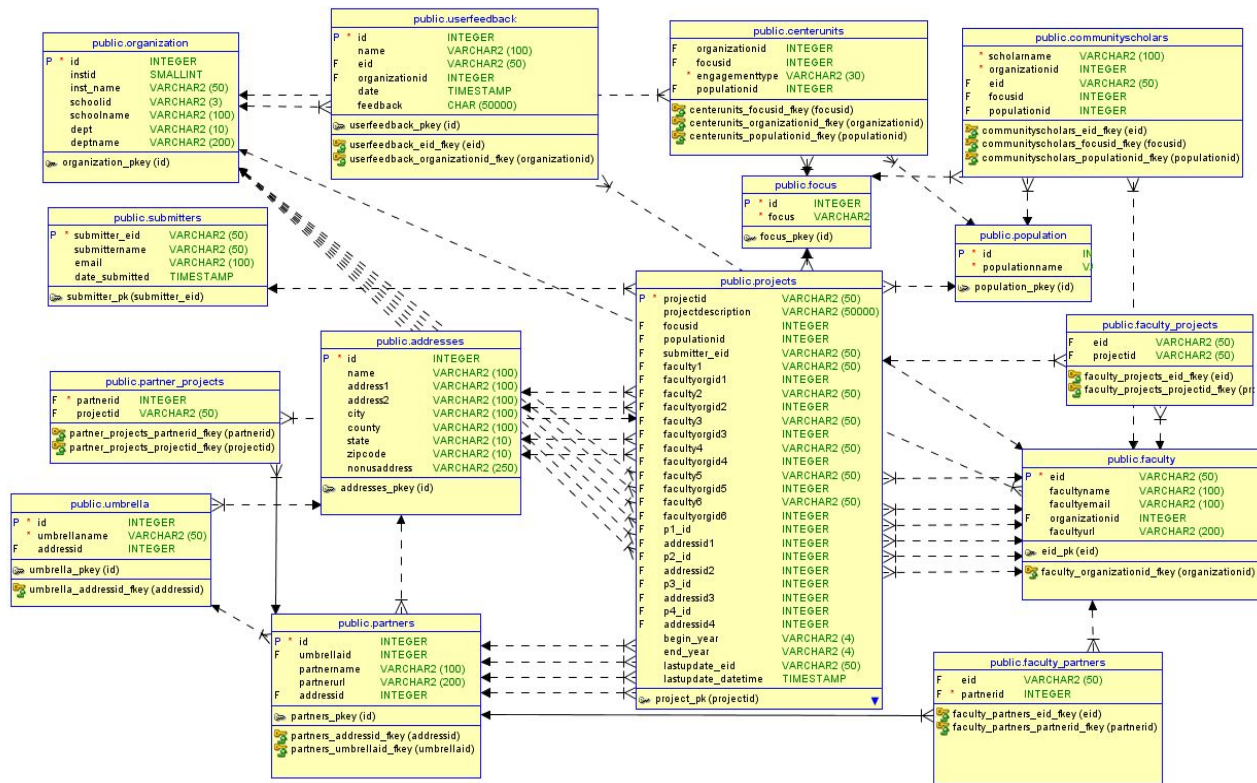 public.organization
P * id INTEGER
instid SMALLINT
inst_name VARCHAR2 (50)
schoolid VARCHAR2 (3)
schoolname VARCHAR2 (100)
dept VARCHAR2 (10)
deptname VARCHAR2 (200)
organization_pkey (id)
public.userfeedback
P * id INTEGER
name VARCHAR2 (100)
F eid VARCHAR2 (50)
F organizationid INTEGER
date TIMESTAMP
feedback CHAR (50000)
userfeedback_pkey (id)
userfeedback_eid_fkey (eid)
userfeedback_organizationid_fkey (organizationid)
public.centerunits
F organizationid INTEGER
F focusid INTEGER
* engagementtype VARCHAR2 (30)
F populationid INTEGER
centerunits_focusid_fkey (focusid)
centerunits_organizationid_fkey (organizationid)
centerunits_populationid_fkey (populationid)
public.communityscholars
* scholarname VARCHAR2 (100)
* organizationid INTEGER
F eid VARCHAR2 (50)
F focusid INTEGER
F populationid INTEGER
communityscholars_eid_fkey (eid)
communityscholars_focusid_fkey (focusid)
communityscholars_populationid_fkey (populationid)
public.focus
P * id INTEGER
* focus VARCHAR2
focus_pkey (id)
public.submitters
P * submitter_eid VARCHAR2 (50)
submittername VARCHAR2 (50)
email VARCHAR2 (100)
date_submitted TIMESTAMP
submitter_pk (submitter_eid)
public.population
P * id IN
* populationname
population_pkey (id)
public.projects
P * projectid VARCHAR2 (50)
projectdescription VARCHAR2 (50000)
F focusid INTEGER
F populationid INTEGER
F submitter_eid VARCHAR2 (50)
F faculty1 VARCHAR2 (50)
F facultyorgid1 INTEGER
F faculty2 VARCHAR2 (50)
F facultyorgid2 INTEGER
F faculty3 VARCHAR2 (50)
F facultyorgid3 INTEGER
F faculty4 VARCHAR2 (50)
F facultyorgid4 INTEGER
F faculty5 VARCHAR2 (50)
F facultyorgid5 INTEGER
F faculty6 VARCHAR2 (50)
F facultyorgid6 INTEGER
F p1_id INTEGER
F addressid1 INTEGER
F p2_id INTEGER
F addressid2 INTEGER
F p3_id INTEGER
F addressid3 INTEGER
F p4_id INTEGER
F addressid4 INTEGER
begin_year VARCHAR2 (4)
end_year VARCHAR2 (4)
lastupdate_eid VARCHAR2 (50)
lastupdate_datetime TIMESTAMP
project_pk (projectid)
public.addresses
P * id INTEGER
name VARCHAR2 (100)
address1 VARCHAR2 (100)
address2 VARCHAR2 (100)
city VARCHAR2 (100)
county VARCHAR2 (100)
state VARCHAR2 (10)
zipcode VARCHAR2 (10)
nonusaddress VARCHAR2 (250)
addresses_pkey (id)
public.faculty_projects
F eid VARCHAR2 (50)
F projectid VARCHAR2 (50)
faculty_projects_eid_fkey (eid)
faculty_projects_projectid_fkey (pro
public.partner_projects
F * partnerid INTEGER
F projectid VARCHAR2 (50)
partner_projects_partnerid_fkey (partnerid)
partner_projects_projectid_fkey (projectid)
public.faculty
P * eid VARCHAR2 (50)
facultyname VARCHAR2 (100)
facultyemail VARCHAR2 (100)
F organizationid INTEGER
facultyurl VARCHAR2 (200)
eid_pk (eid)
faculty_organizationid_fkey (organizationid)
public.umbrella
P * id INTEGER
* umbrellaname VARCHAR2 (50)
F addressid INTEGER
umbrella_pkey (id)
umbrella_addressid_fkey (addressid)
public.partners
P * id INTEGER
F umbrellaid INTEGER
partnername VARCHAR2 (100)
partnerurl VARCHAR2 (200)
F addressid INTEGER
partners_pkey (id)
partners_addressid_fkey (addressid)
partners_umbrellaid_fkey (umbrellaid)
public.faculty_partners
F eid VARCHAR2 (50)
F * partnerid INTEGER
faculty_partners_eid_fkey (eid)
faculty_partners_partnerid_fkey (partnerid)